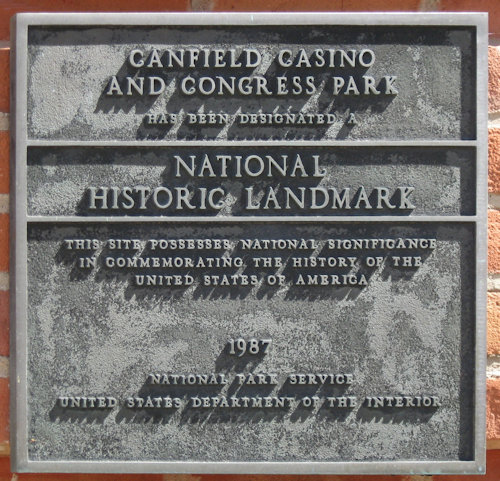 CANFIELD CASINO
AND CONGRESS PARK
HAS BEEN DESIGNATED A
NATIONAL
HISTORIC LANDMARK
THIS SITE POSSESSES NATIONAL SIGNIFICANCE
IN COMMEMORATING THE HISTORY OF THE
UNITED STATES OF AMERICA
1987
NATIONAL PARK SERVICE
UNITED STATES DEPARTMENT OF THE INTERIOR